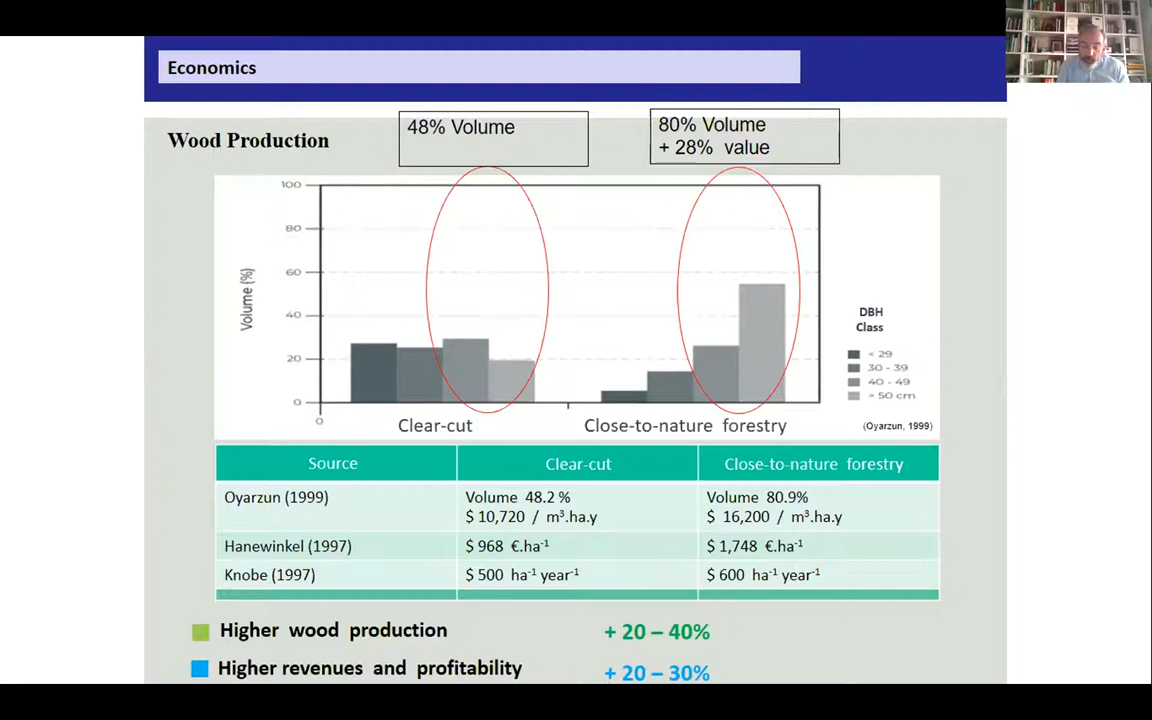 Economics
Wood Production
48% Volume
80% Volume
+ 28% value
100
80
60
40
20
0
0
Volume (%)
Clear-cut
Close-to-nature forestry
DBH
Class
< 29
30 - 39
40 - 49
> 50 cm
(Oyarzun, 1999)
Source Clear-cut Close-to-nature forestry
Oyarzun (1999) Volume 48.2 % Volume 80.9%
$ 10,720 / m³.ha.y $ 16,200 / m³.ha.y
Hanewinkel (1997) $ 968 €.ha⁻¹ $ 1,748 €.ha⁻¹
Knobe (1997) $ 500 ha⁻¹ year⁻¹ $ 600 ha⁻¹ year⁻¹
Higher wood production + 20 – 40%
Higher revenues and profitability + 20 – 30%